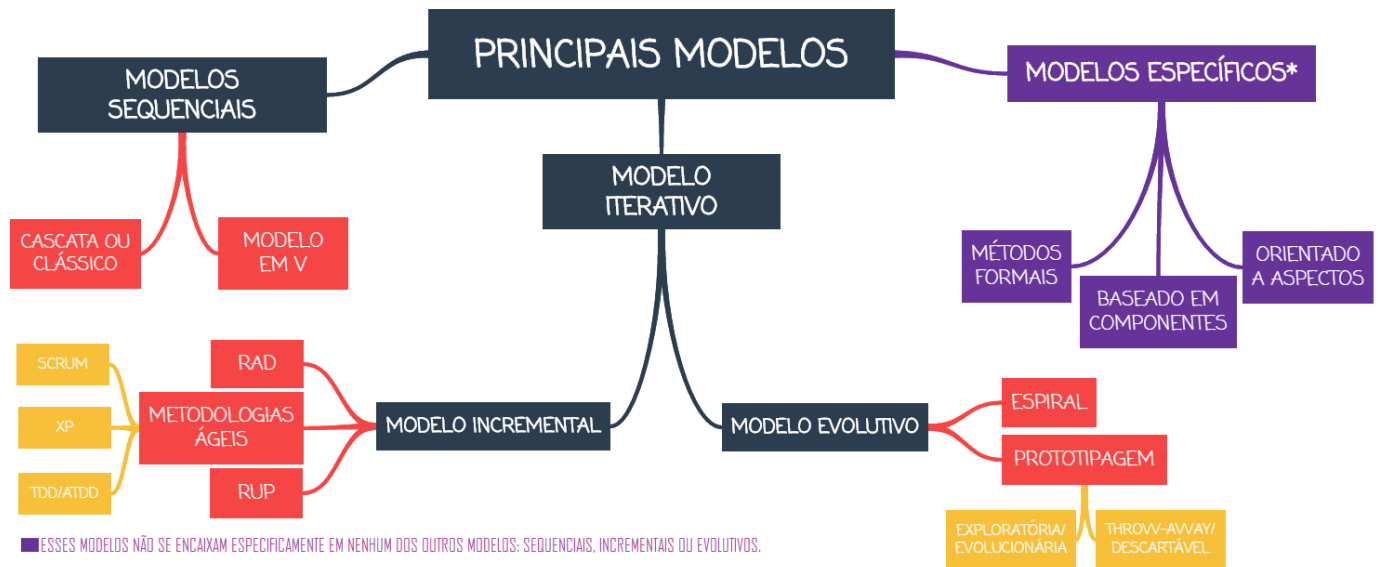 PRINCIPAIS MODELOS
MODELOS
SEQUENCIAIS
MODELOS ESPECÍFICOS*
MODELO
ITERATIVO
CASCATA OU
CLÁSSICO
MODELO
EM V
MÉTODOS
FORMAIS
BASEADO EM
COMPONENTES
ORIENTADO
A ASPECTOS
SCRUM
XP
TDD/ATDD
METODOLOGIAS
ÁGEIS
RAD
RUP
MODELO INCREMENTAL
MODELO EVOLUTIVO
ESPIRAL
PROTOTIPAGEM
EXPLORATÓRIA/
EVOLUCIONÁRIA
THROW-AWAY/
DESCARTÁVEL
ESSES MODELOS NÃO SE ENCAIXAM ESPECIFICAMENTE EM NENHUM DOS OUTROS MODELOS: SEQUENCIAIS, INCREMENTAIS OU EVOLUTIVOS.